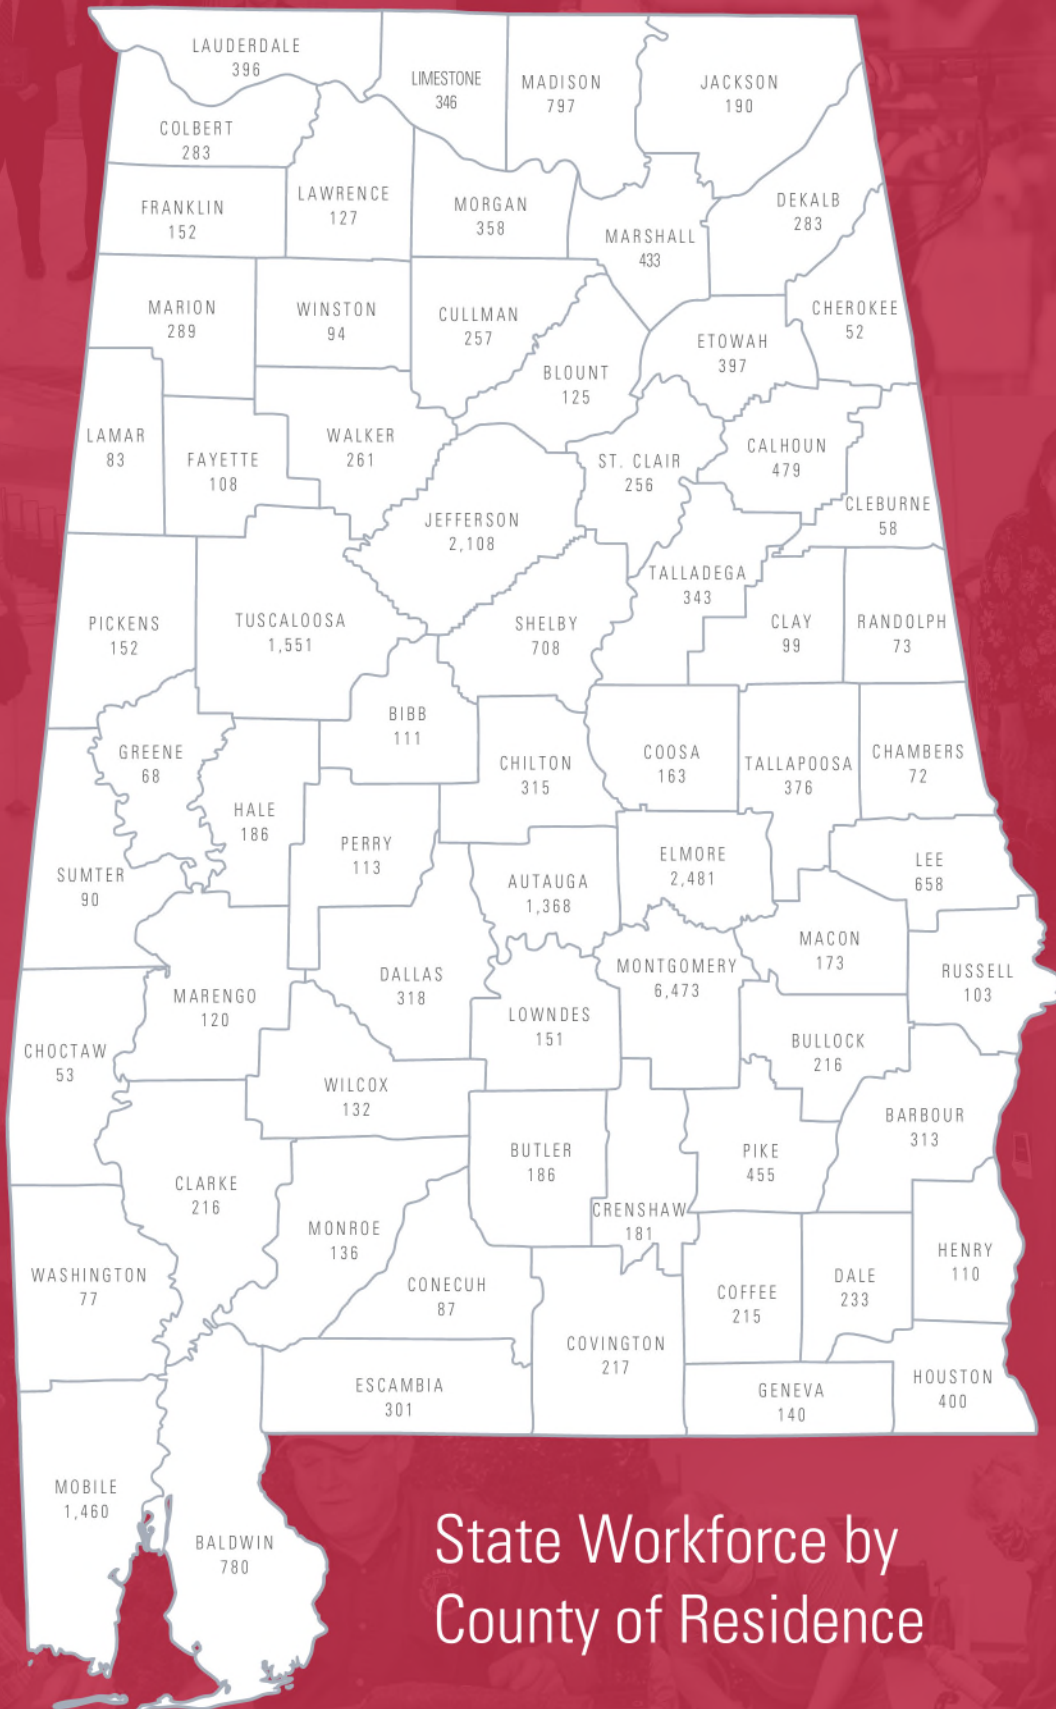 LAUDERDALE
396
LIMESTONE
346
MADISON
797
JACKSON
190
COLBERT
283
FRANKLIN
152
LAWRENCE
127
MORGAN
358
MARSHALL
433
DEKALB
283
MARION
289
WINSTON
94
CULLMAN
257
BLOUNT
125
ETOWAH
397
CHEROKEE
52
LAMAR
83
FAYETTE
108
WALKER
261
JEFFERSON
2,108
ST. CLAIR
256
CALHOUN
479
CLEBURNE
58
PICKENS
152
TUSCALOOSA
1,551
SHELBY
708
TALLADEGA
343
CLAY
99
RANDOLPH
73
GREENE
68
HALE
186
BIBB
111
CHILTON
315
COOSA
163
TALLAPOOSA
376
CHAMBERS
72
SUMTER
90
PERRY
113
AUTAUGA
1,368
ELMORE
2,481
LEE
658
MARENGO
120
DALLAS
318
LOWNDES
151
MONTGOMERY
6,473
MACON
173
RUSSELL
103
CHOCTAW
53
WILCOX
132
BULLOCK
216
BARBOUR
313
CLARKE
216
MONROE
136
BUTLER
186
CRENSHAW
181
PIKE
455
HENRY
110
WASHINGTON
77
CONECUH
87
COVINGTON
217
COFFEE
215
DALE
233
ESCAMBIA
301
GENEVA
140
HOUSTON
400
MOBILE
1,460
BALDWIN
780
State Workforce by
County of Residence